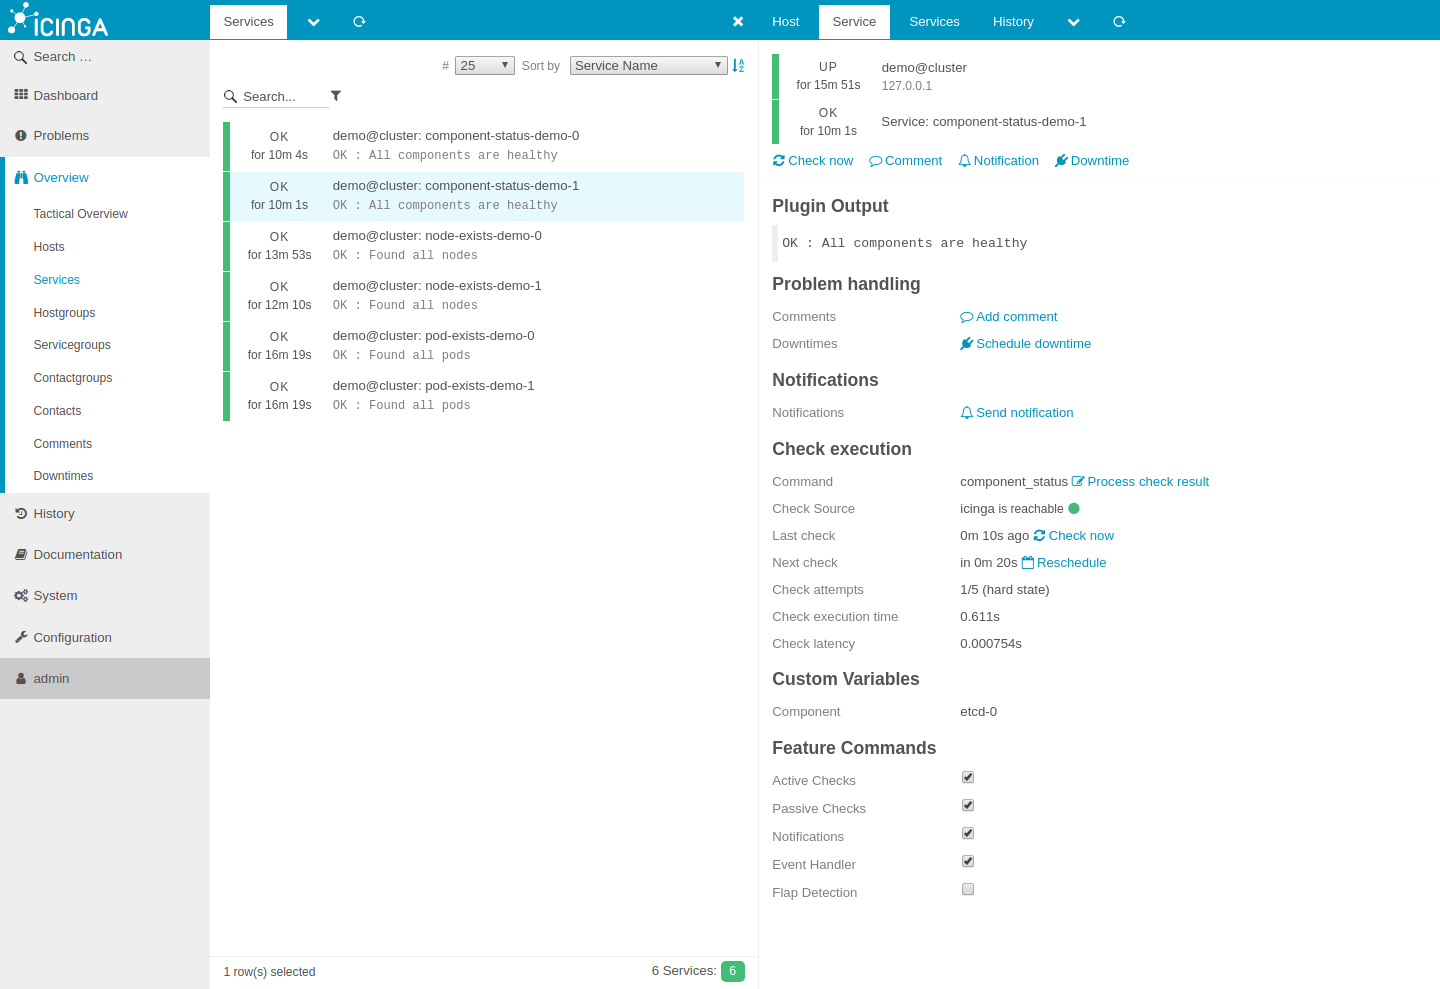 iCINGA
Services
Host Service Services History
Search …
Dashboard
Problems
Overview
Tactical Overview
Hosts
Services
Hostgroups
Servicegroups
Contactgroups
Contacts
Comments
Downtimes
History
Documentation
System
Configuration
admin
# 25 Sort by Service Name
Search...
OK demo@cluster: component-status-demo-0
for 10m 4s OK : All components are healthy
OK demo@cluster: component-status-demo-1
for 10m 1s OK : All components are healthy
OK demo@cluster: node-exists-demo-0
for 13m 53s OK : Found all nodes
OK demo@cluster: node-exists-demo-1
for 12m 10s OK : Found all nodes
OK demo@cluster: pod-exists-demo-0
for 16m 19s OK : Found all pods
OK demo@cluster: pod-exists-demo-1
for 16m 19s OK : Found all pods
1 row(s) selected 6 Services: 6
UP demo@cluster
for 15m 51s 127.0.0.1
OK
for 10m 1s Service: component-status-demo-1
Check now Comment Notification Downtime
Plugin Output
OK : All components are healthy
Problem handling
Comments Add comment
Downtimes Schedule downtime
Notifications
Notifications Send notification
Check execution
Command component_status Process check result
Check Source icinga is reachable
Last check 0m 10s ago Check now
Next check in 0m 20s Reschedule
Check attempts 1/5 (hard state)
Check execution time 0.611s
Check latency 0.000754s
Custom Variables
Component etcd-0
Feature Commands
Active Checks
Passive Checks
Notifications
Event Handler
Flap Detection